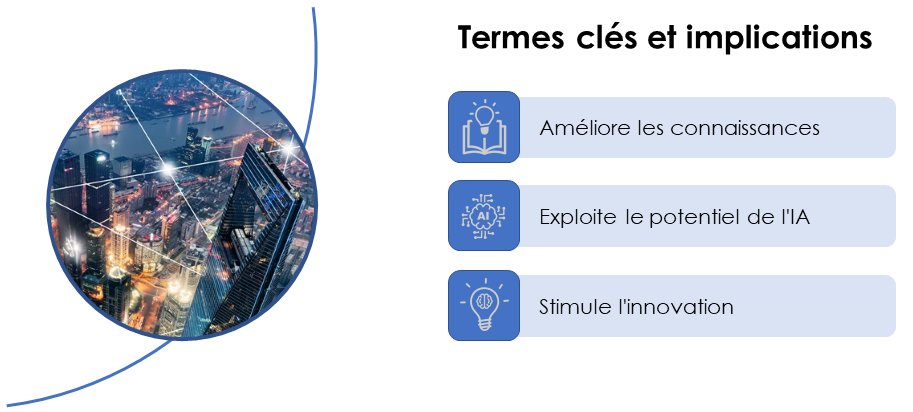 Termes clés et implications
Améliore les connaissances
AI
Exploite le potentiel de l'IA
Stimule l'innovation